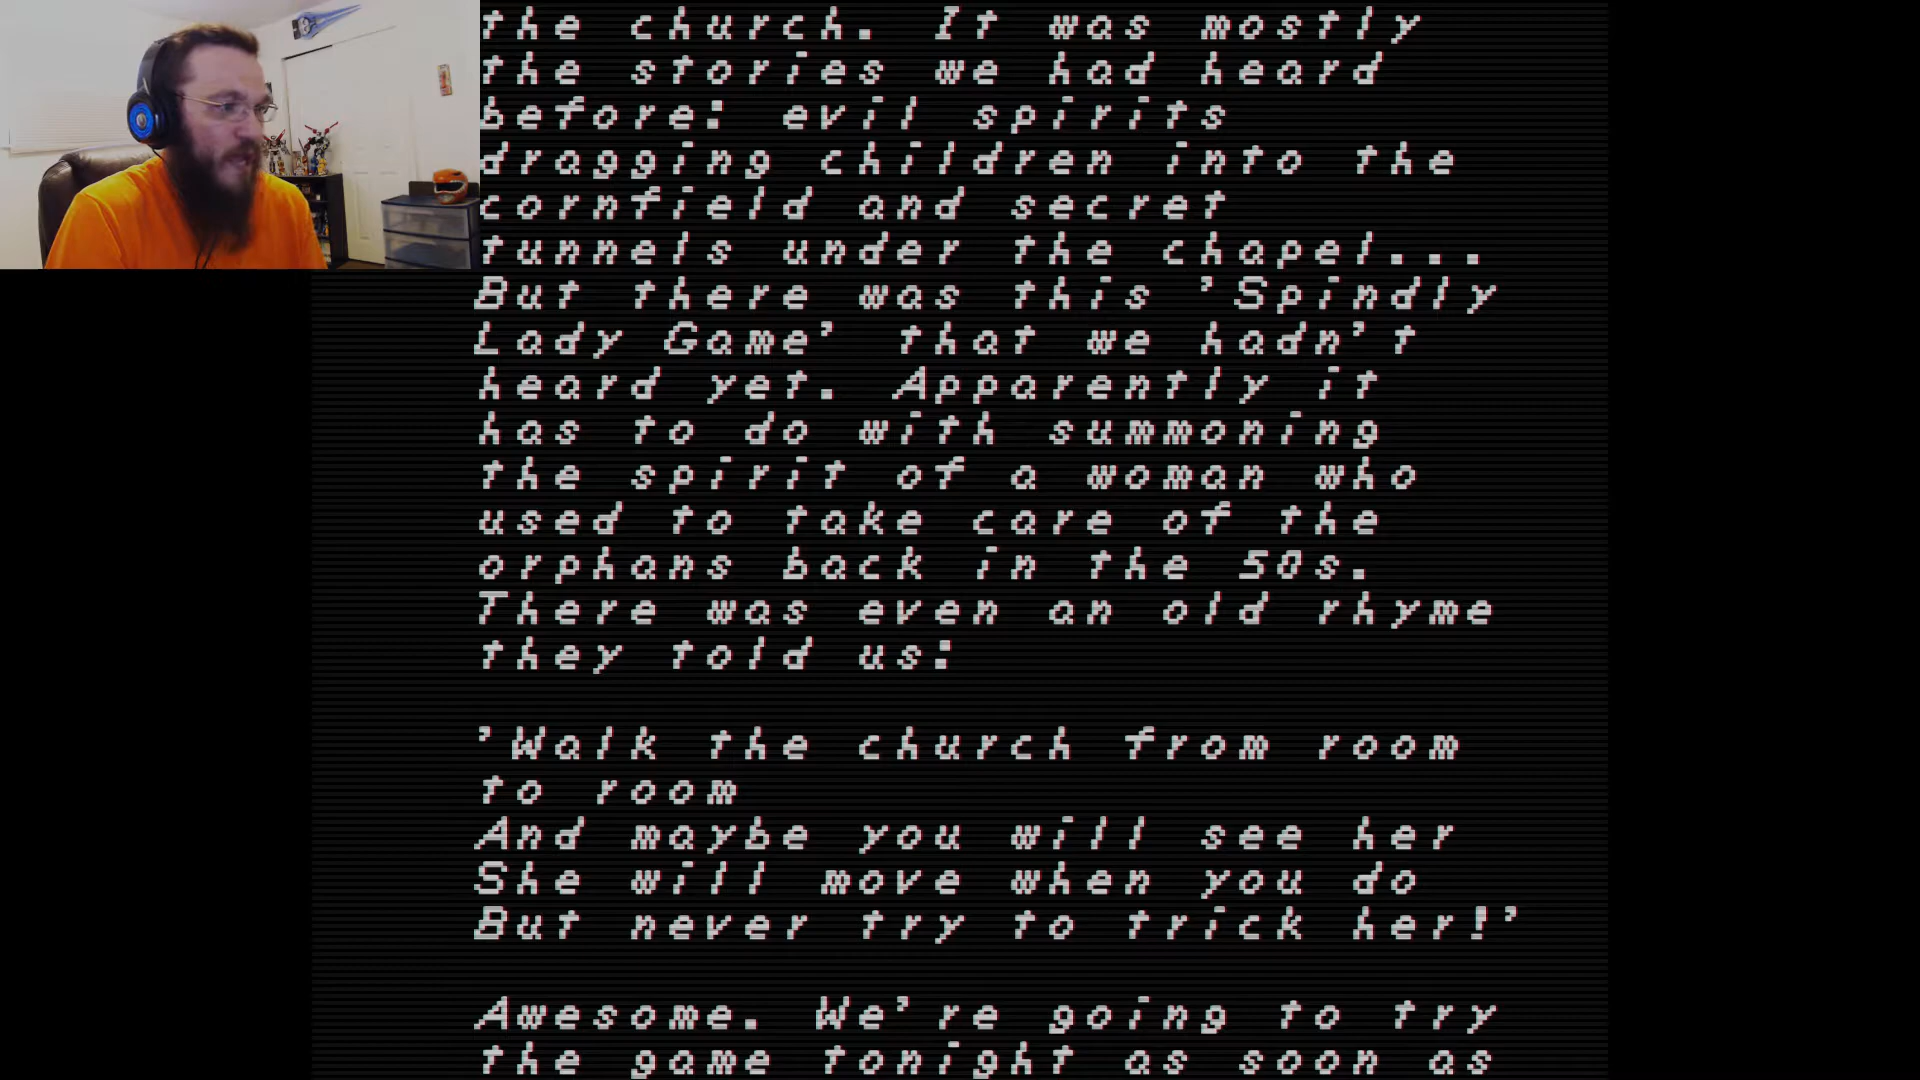 the church. It was mostly
the stories we had heard
before: evil spirits
dragging children into the
cornfield and secret
tunnels under the chapel...
But there was this 'Spindly
Lady Game' that we hadn't
heard yet. Apparently it
has to do with summoning
the spirit of a woman who
used to take care of the
orphans back in the 50s.
There was even an old rhyme
they told us:
'Walk the church from room
to room
And maybe you will see her
She will move when you do
But never try to trick her!'
Awesome. We're going to try
the game tonight as soon as